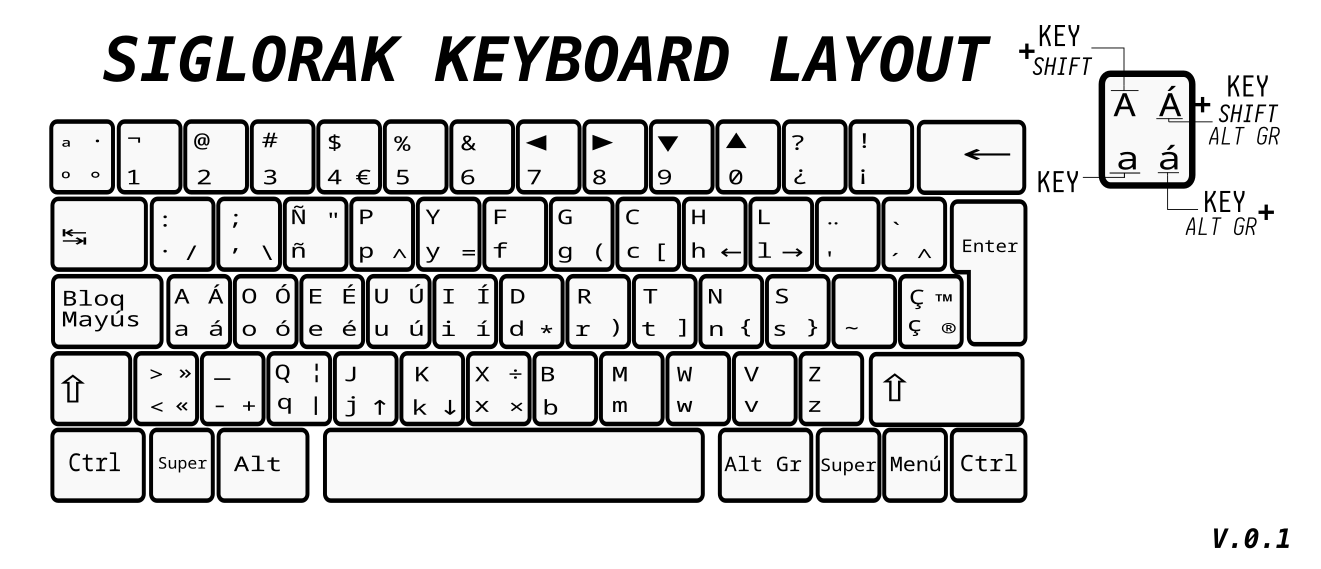 SIGLORAK KEYBOARD LAYOUT
+ KEY
SHIFT
A Á
a á
+ KEY
SHIFT
ALT GR
KEY
KEY +
ALT GR
ª · ¬ @ # $ % & ◀ ▶ ▼ ▲ ? ! ←
º º 1 2 3 4 € 5 6 7 8 9 0 ¿ ¡
: ; Ñ " P Y F G C H L ¨ `
· / ’ \ ñ p ^ y = f g ( c [ h ← l → ' ´ ^ Enter
Bloq
Mayús
A Á O Ó E É U Ú I Í D R T N S Ç ™
a á o ó e é u ú i í d * r ) t ] n { s } ~ ç ®
⇧ > » _ Q ¦ J K X ÷ B M W V Z ⇧
< « - + q | j ↑ k ↓ x × b m w v z
Ctrl Super Alt Alt Gr Super Menú Ctrl
V.0.1